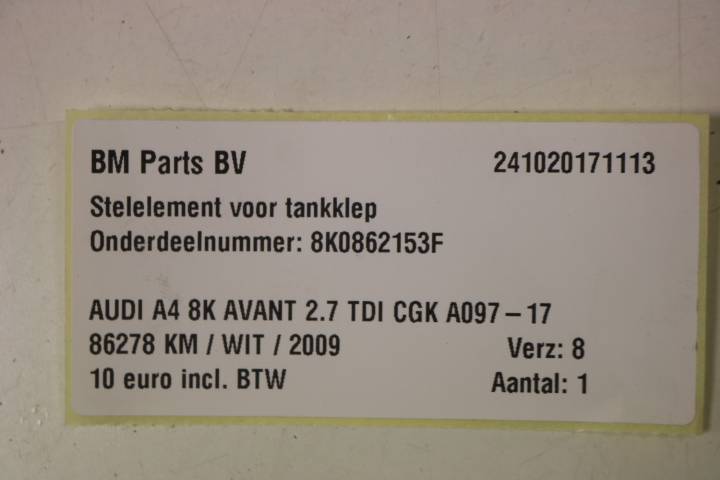 BM Parts BV 241020171113
Stelelement voor tankklep
Onderdeelnummer: 8K0862153F
AUDI A4 8K AVANT 2.7 TDI CGK A097 – 17
86278 KM / WIT / 2009 Verz: 8
10 euro incl. BTW Aantal: 1